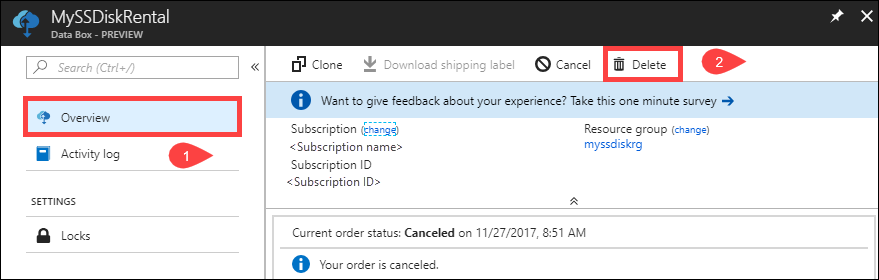 MySSDiskRental
Data Box - PREVIEW
Search (Ctrl+/)
Overview
Activity log
1
SETTINGS
Locks
Clone Download shipping label Cancel Delete 2
Want to give feedback about your experience? Take this one minute survey →
Subscription (change)
<Subscription name>
Subscription ID
<Subscription ID>
Resource group (change)
myssdiskrg
Current order status: Canceled on 11/27/2017, 8:51 AM
Your order is canceled.